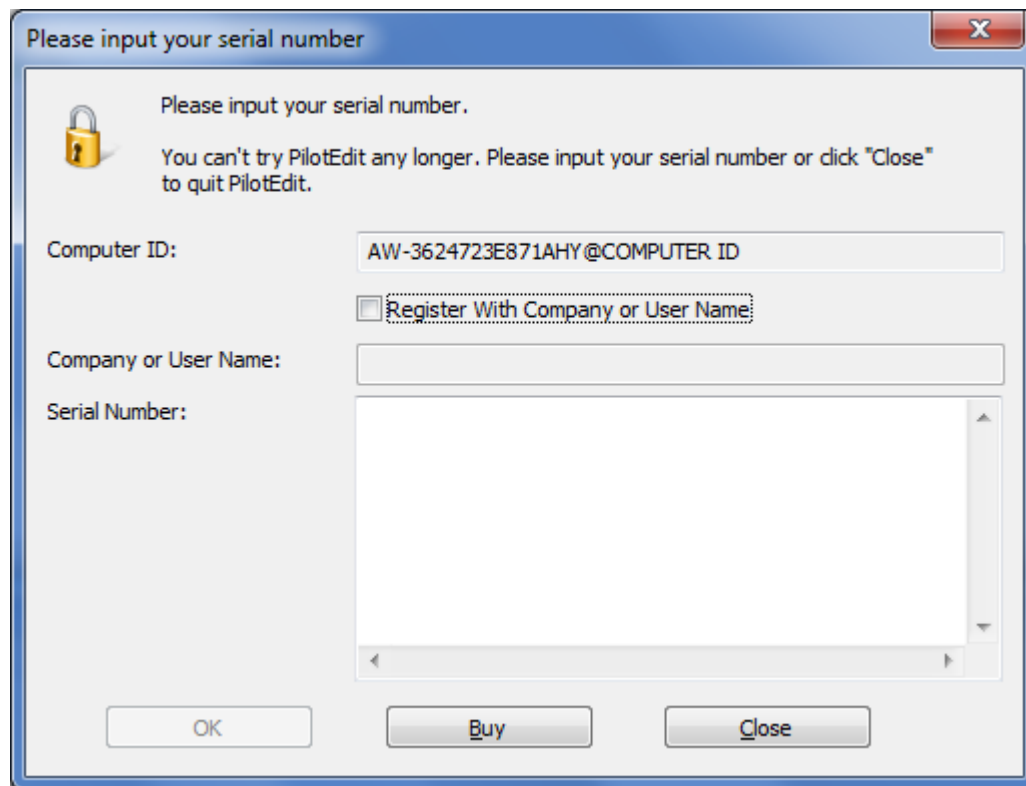 Please input your serial number
Please input your serial number.
You can't try PilotEdit any longer. Please input your serial number or click "Close"
to quit PilotEdit.
Computer ID:
AW-3624723E871AHY@COMPUTER ID
Register With Company or User Name
Company or User Name:
Serial Number:
OK
Buy
Close